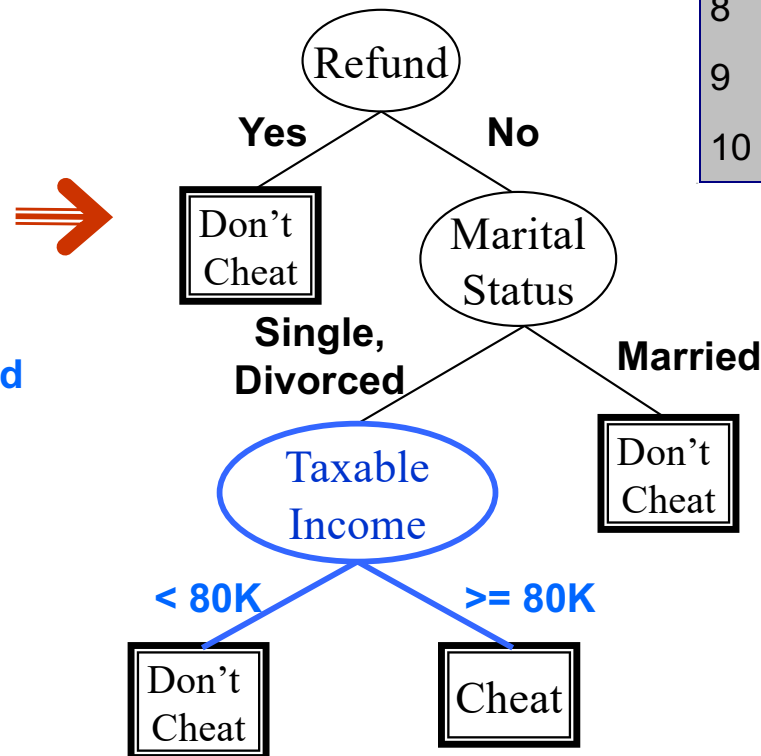 8
9
10
Refund
Yes
No
Don't
Cheat
Marital
Status
d
Single,
Divorced
Married
Taxable
Income
Don't
Cheat
< 80K
>= 80K
Don't
Cheat
Cheat